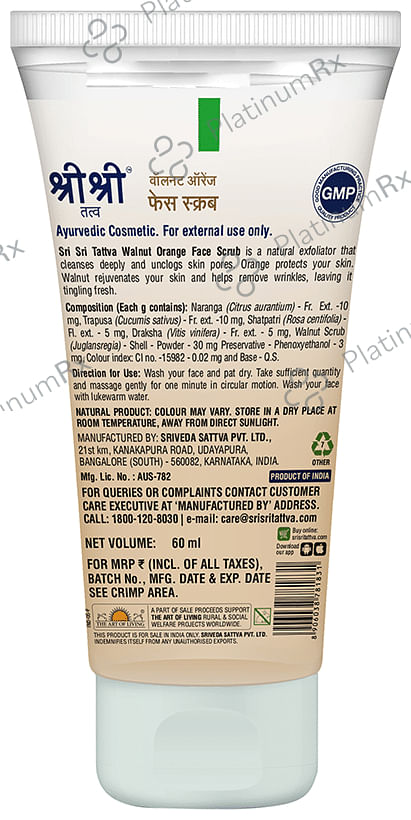 श्री श्री™
तत्व
वॉलनट ऑरेंज
फेस स्क्रब
GOOD MANUFACTURING PRACTICE
GMP
QUALITY PRODUCT
Ayurvedic Cosmetic. For external use only.
Sri Sri Tattva Walnut Orange Face Scrub is a natural exfoliator that
cleanses deeply and unclogs skin pores. Orange protects your skin.
Walnut rejuvenates your skin and helps remove wrinkles, leaving it
tingling fresh.
Composition (Each g contains): Naranga (Citrus aurantium) - Fr. Ext. -10
mg, Trapusa (Cucumis sativus) - Fr. ext. -10 mg, Shatpatri (Rosa centifolia) -
Fl. ext. - 5 mg, Draksha (Vitis vinifera) - Fr. ex - 5 mg, Walnut Scrub
(Juglansregia) - Shell - Powder - 30 mg Preservative - Phenoxyethanol - 3
mg, Colour index: CI no. -15982 - 0.02 mg and Base - Q.S.
Direction for Use: Wash your face and pat dry. Take sufficient quantity
and massage gently for one minute in circular motion. Wash your face
with lukewarm water.
NATURAL PRODUCT: COLOUR MAY VARY. STORE IN A DRY PLACE AT
ROOM TEMPERATURE, AWAY FROM DIRECT SUNLIGHT.
MANUFACTURED BY: SRIVEDA SATTVA PVT. LTD.,
21st km, KANAKAPURA ROAD, UDAYAPURA,
BANGALORE (SOUTH) - 560082, KARNATAKA, INDIA.
7
OTHER
Mfg. Lic. No. : AUS-782
PRODUCT OF INDIA
FOR QUERIES OR COMPLAINTS CONTACT CUSTOMER
CARE EXECUTIVE AT 'MANUFACTURED BY' ADDRESS.
CALL: 1800-120-8030 | e-mail: care@srisritattva.com
Buy online:
srisritattva.com
Download
our app
NET VOLUME: 60 ml
FOR MRP ₹ (INCL. OF ALL TAXES),
BATCH No., MFG. DATE & EXP. DATE
SEE CRIMP AREA.
8906038781831
THE ART OF LIVING
A PART OF SALE PROCEEDS SUPPORT
THE ART OF LIVING RURAL & SOCIAL
WELFARE PROJECTS WORLDWIDE.
THIS PRODUCT IS FOR SALE IN INDIA ONLY. SRIVEDA SATTVA PVT. LTD.
INDEMNIFIES ITSELF FROM ANY UNAUTHORISED EXPORTS.
PlatinumRx
PlatinumRx
PlatinumRx
PlatinumRx